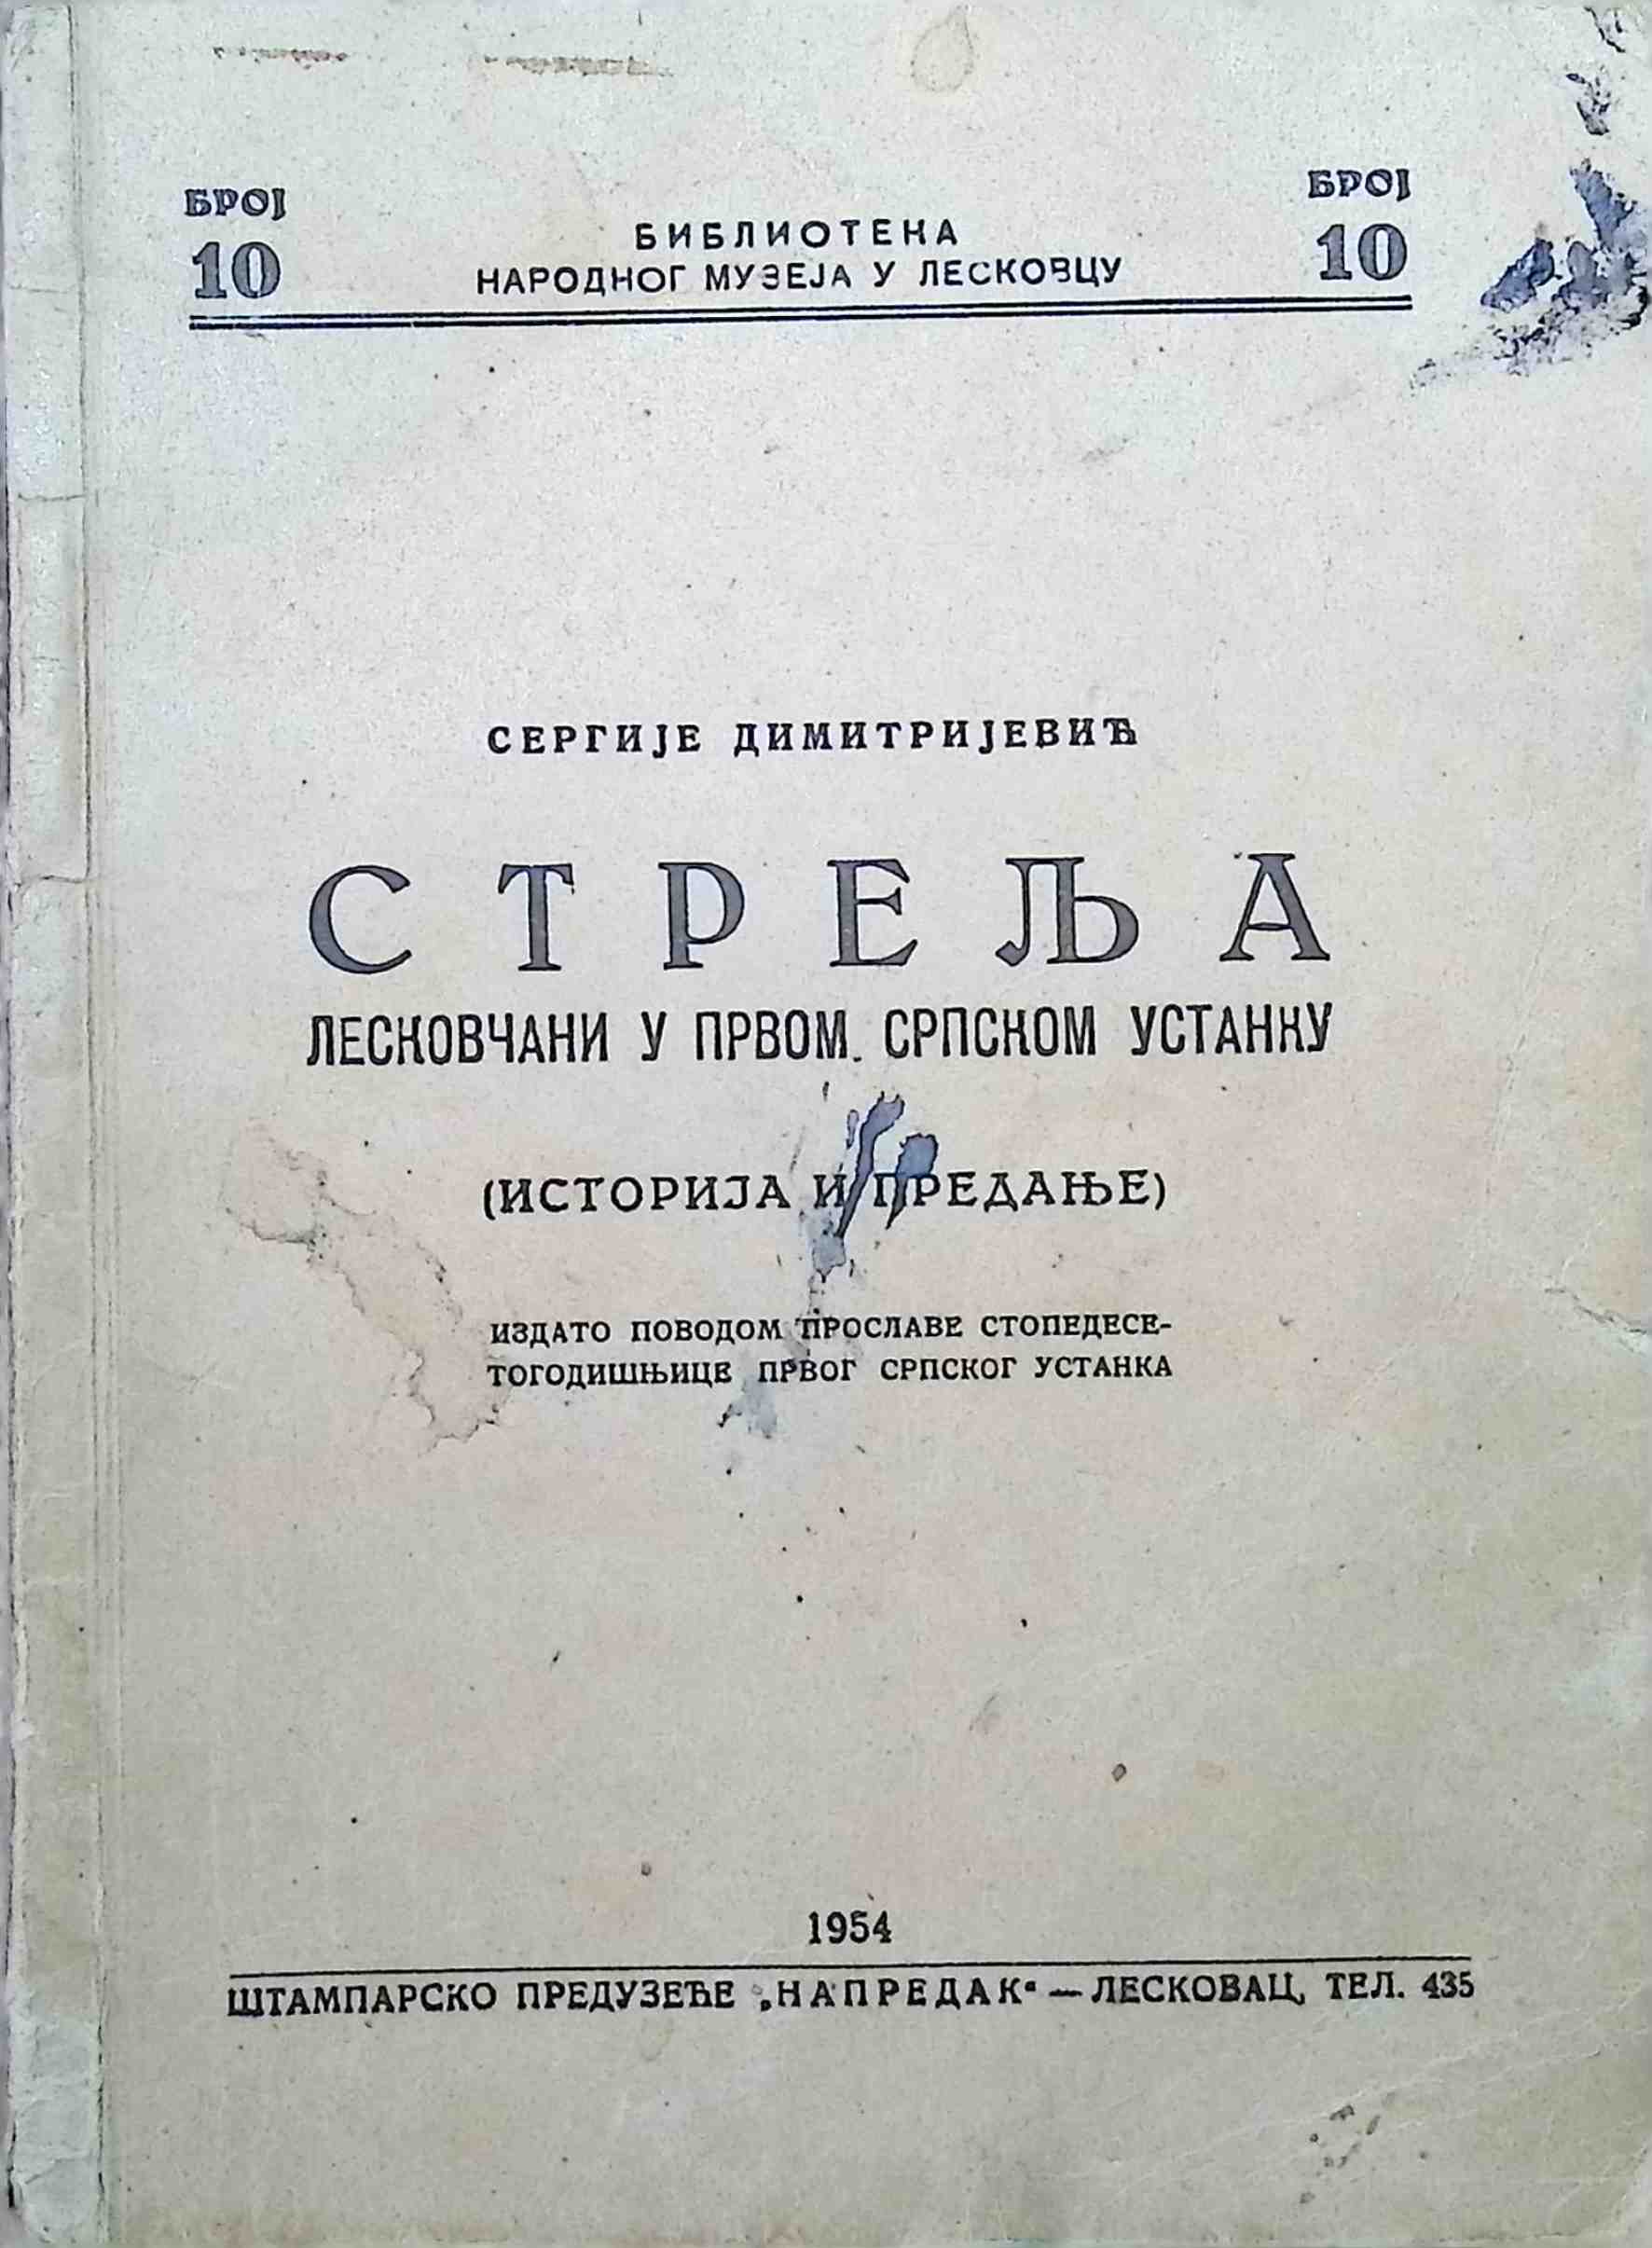 БРОЈ
10
БРОЈ
10
БИБЛИОТЕКА
НАРОДНОГ МУЗЕЈА У ЛЕСКОВЦУ
СЕРГИЈЕ ДИМИТРИЈЕВИЋ
СТРЕЉА
ЛЕСКОВЧАНИ У ПРВОМ СРПСКОМ УСТАНКУ
(ИСТОРИЈА И ПРЕДАЊЕ)
ИЗДАТО ПОВОДОМ ПРОСЛАВЕ СТОПЕДЕСЕ-
ТОГОДИШЊИЦЕ ПРВОГ СРПСКОГ УСТАНКА
1954
ШТАМПАРСКО ПРЕДУЗЕЋЕ „НАПРЕДАК“ — ЛЕСКОВАЦ, ТЕЛ. 435